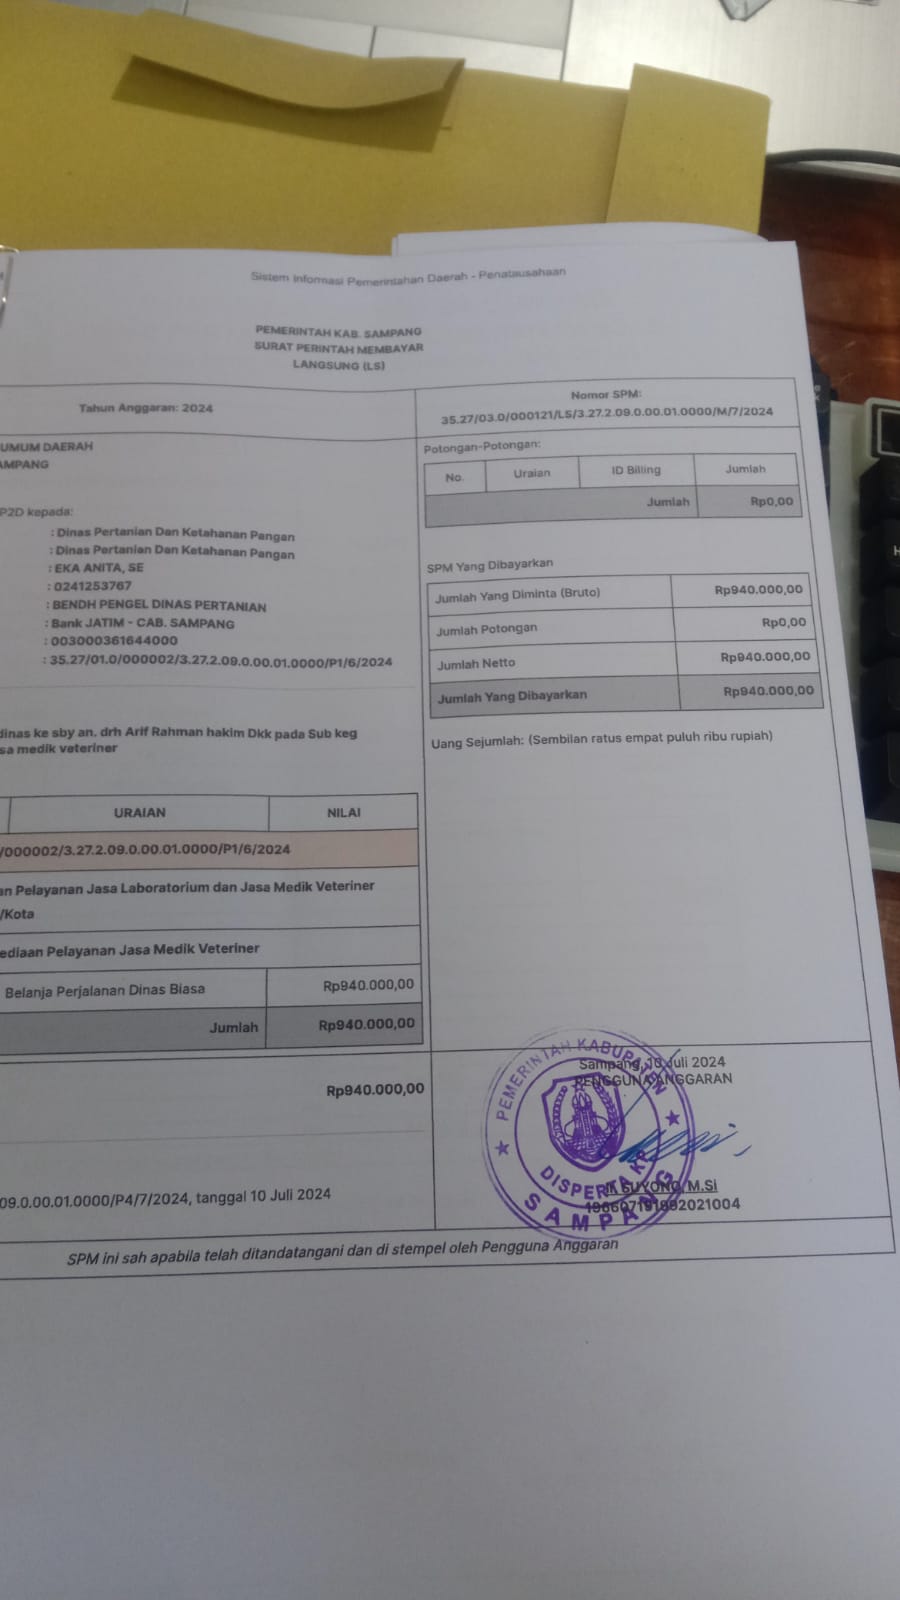 Sistem Informasi Pemerintahan Daerah - Penatausahaan
PEMERINTAH KAB. SAMPANG
SURAT PERINTAH MEMBAYAR
LANGSUNG (LS)
Tahun Anggaran: 2024
Nomor SPM:
35.27/03.0/000121/LS/3.27.2.09.0.00.01.0000/M/7/2024
UMUM DAERAH
AMPANG
P2D kepada:
: Dinas Pertanian Dan Ketahanan Pangan
: Dinas Pertanian Dan Ketahanan Pangan
: EKA ANITA, SE
: 0241253767
: BENDH PENGEL DINAS PERTANIAN
: Bank JATIM - CAB. SAMPANG
: 003000361644000
: 35.27/01.0/000002/3.27.2.09.0.00.01.0000/P1/6/2024
dinas ke sby an. drh Arif Rahman hakim Dkk pada Sub keg
sa medik veteriner
URAIAN NILAI
/000002/3.27.2.09.0.00.01.0000/P1/6/2024
an Pelayanan Jasa Laboratorium dan Jasa Medik Veteriner
/Kota
ediaan Pelayanan Jasa Medik Veteriner
Belanja Perjalanan Dinas Biasa Rp940.000,00
Jumlah Rp940.000,00
Rp940.000,00
09.0.00.01.0000/P4/7/2024, tanggal 10 Juli 2024
Potongan-Potongan:
No. Uraian ID Billing Jumlah
Jumlah Rp0,00
SPM Yang Dibayarkan
Jumlah Yang Diminta (Bruto) Rp940.000,00
Jumlah Potongan Rp0,00
Jumlah Netto Rp940.000,00
Jumlah Yang Dibayarkan Rp940.000,00
Uang Sejumlah: (Sembilan ratus empat puluh ribu rupiah)
Sampang, 10 Juli 2024
PENGGUNA ANGGARAN
PEMERINTAH KABUPATEN
DISPERTA KP
SAMPANG
SUYONO, M.Si
196607191992021004
SPM ini sah apabila telah ditandatangani dan di stempel oleh Pengguna Anggaran